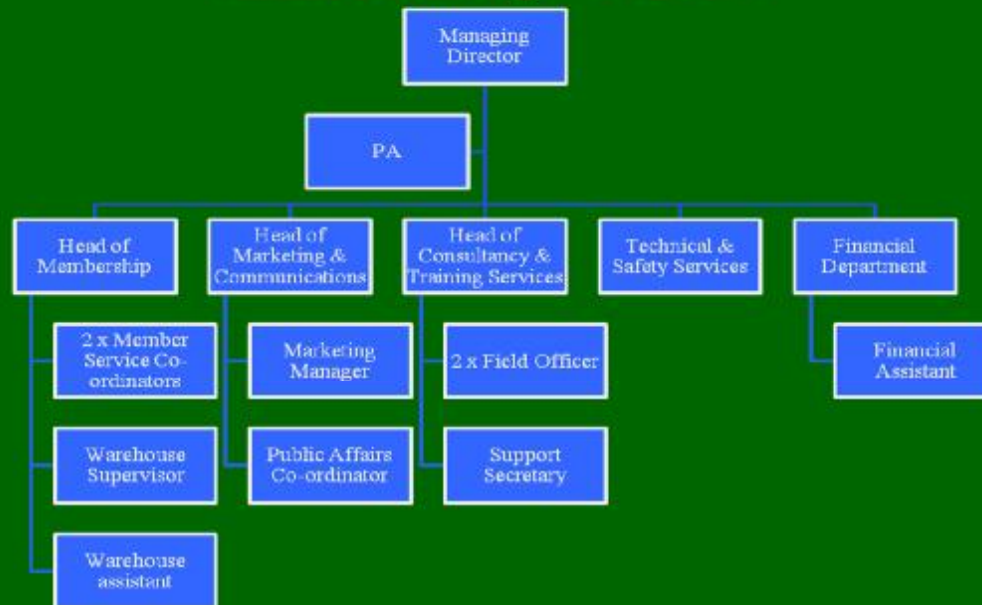 Managing
Director
PA
Head of
Membership
Head of
Marketing &
Communications
Head of
Consultancy &
Training Services
Technical &
Safety Services
Financial
Department
2 x Member
Service Co-
ordinators
Marketing
Manager
2 x Field Officer
Financial
Assistant
Warehouse
Supervisor
Public Affairs
Co-ordinator
Support
Secretary
Warehouse
assistant